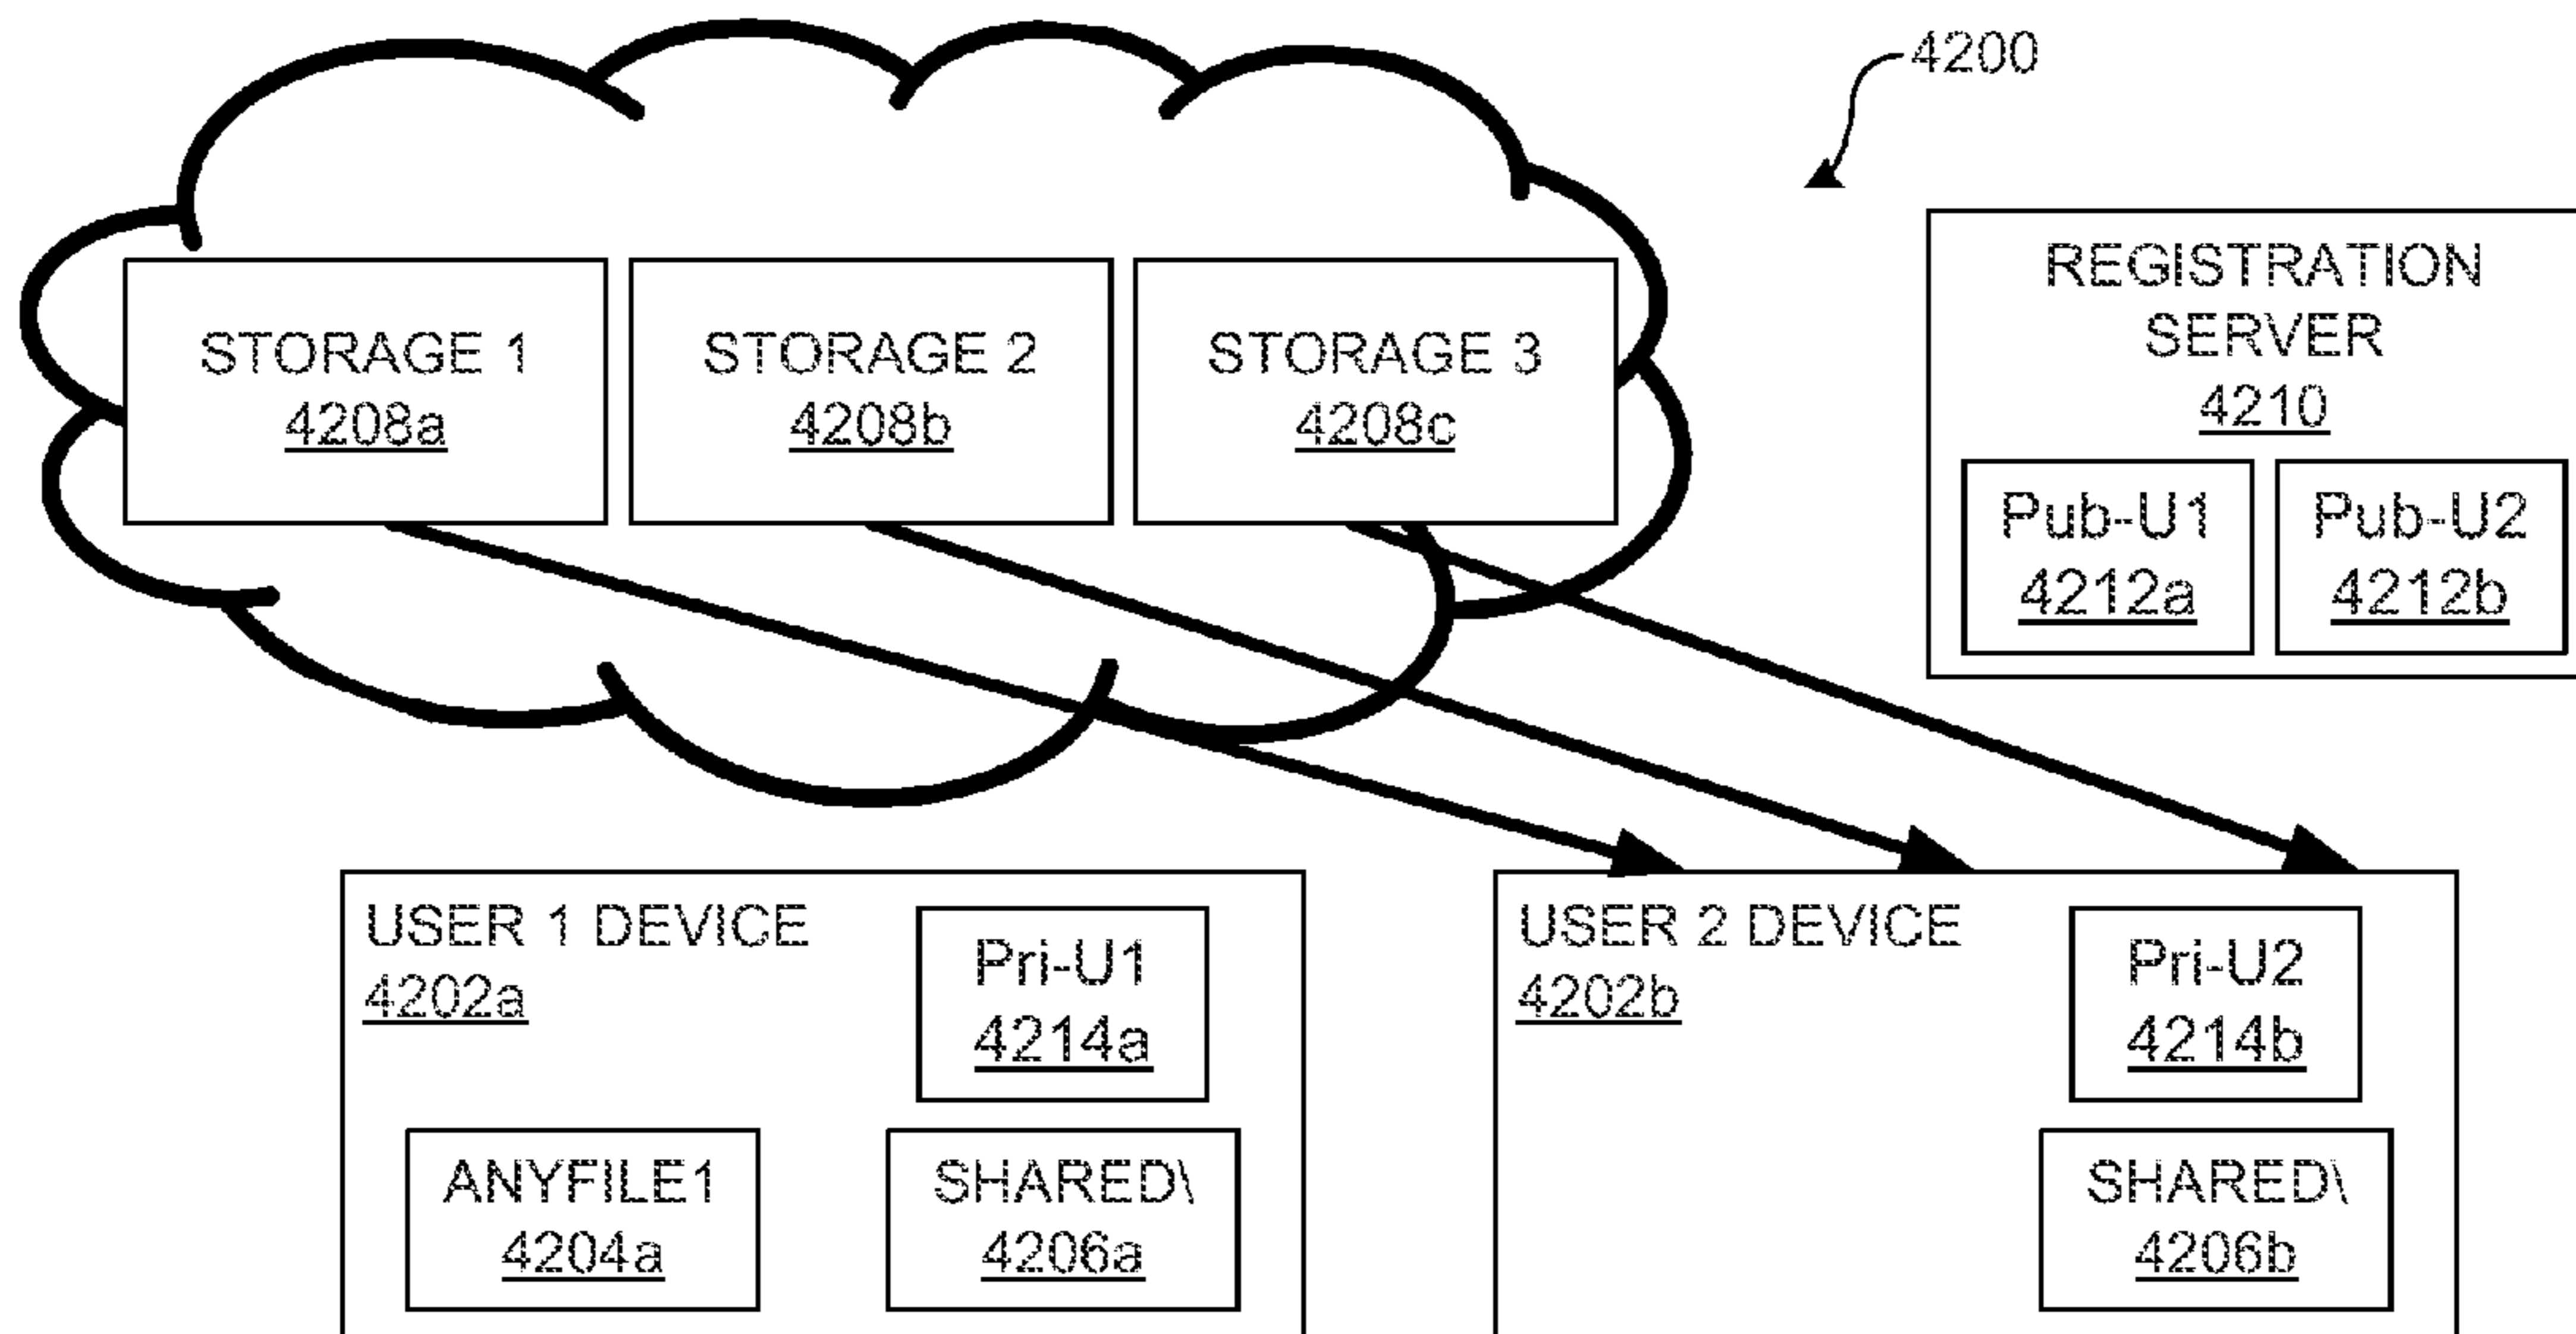 4200
STORAGE 1
4208a
STORAGE 2
4208b
STORAGE 3
4208c
REGISTRATION
SERVER
4210
Pub-U1
4212a
Pub-U2
4212b
USER 1 DEVICE
4202a
Pri-U1
4214a
ANYFILE1
4204a
SHARED\
4206a
USER 2 DEVICE
4202b
Pri-U2
4214b
SHARED\
4206b